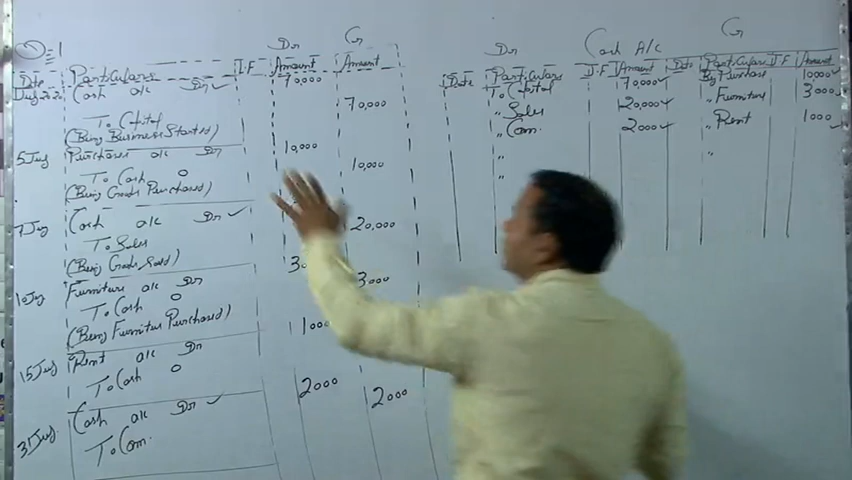 Q=1
Dr Cr
Date Particulars J.F Amount Amount
Cash a/c Dr ✓ 70,000
To Capital 70,000
(Being Business Started)
5 July Purchases a/c Dr 10,000
To Cash 10,000
(Being Goods Purchased)
7 July Cash a/c Dr ✓
To Sales 20,000
(Being Goods Sold)
10 July Furniture a/c Dr
To Cash 3000
(Being Furniture Purchased)
15 July Rent a/c Dr 1000
To Cash
31 July Cash a/c Dr ✓ 2000
To Com. 2000
Dr Cash A/c Cr
Date Particulars J.F Amount Date Particulars J.F Amount
To Capital 70,000✓ By Purchase 10000✓
" Sales 20,000✓ " Furniture 3000✓
" Com. 2000✓ " Rent 1000✓